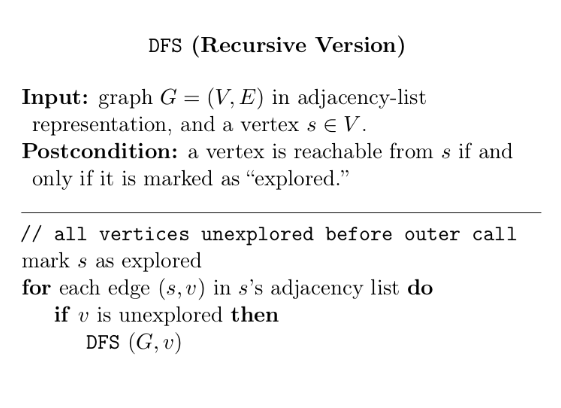 DFS (Recursive Version)
Input: graph G = (V, E) in adjacency-list
representation, and a vertex s ∈ V.
Postcondition: a vertex is reachable from s if and
only if it is marked as “explored.”
// all vertices unexplored before outer call
mark s as explored
for each edge (s, v) in s's adjacency list do
if v is unexplored then
DFS (G, v)